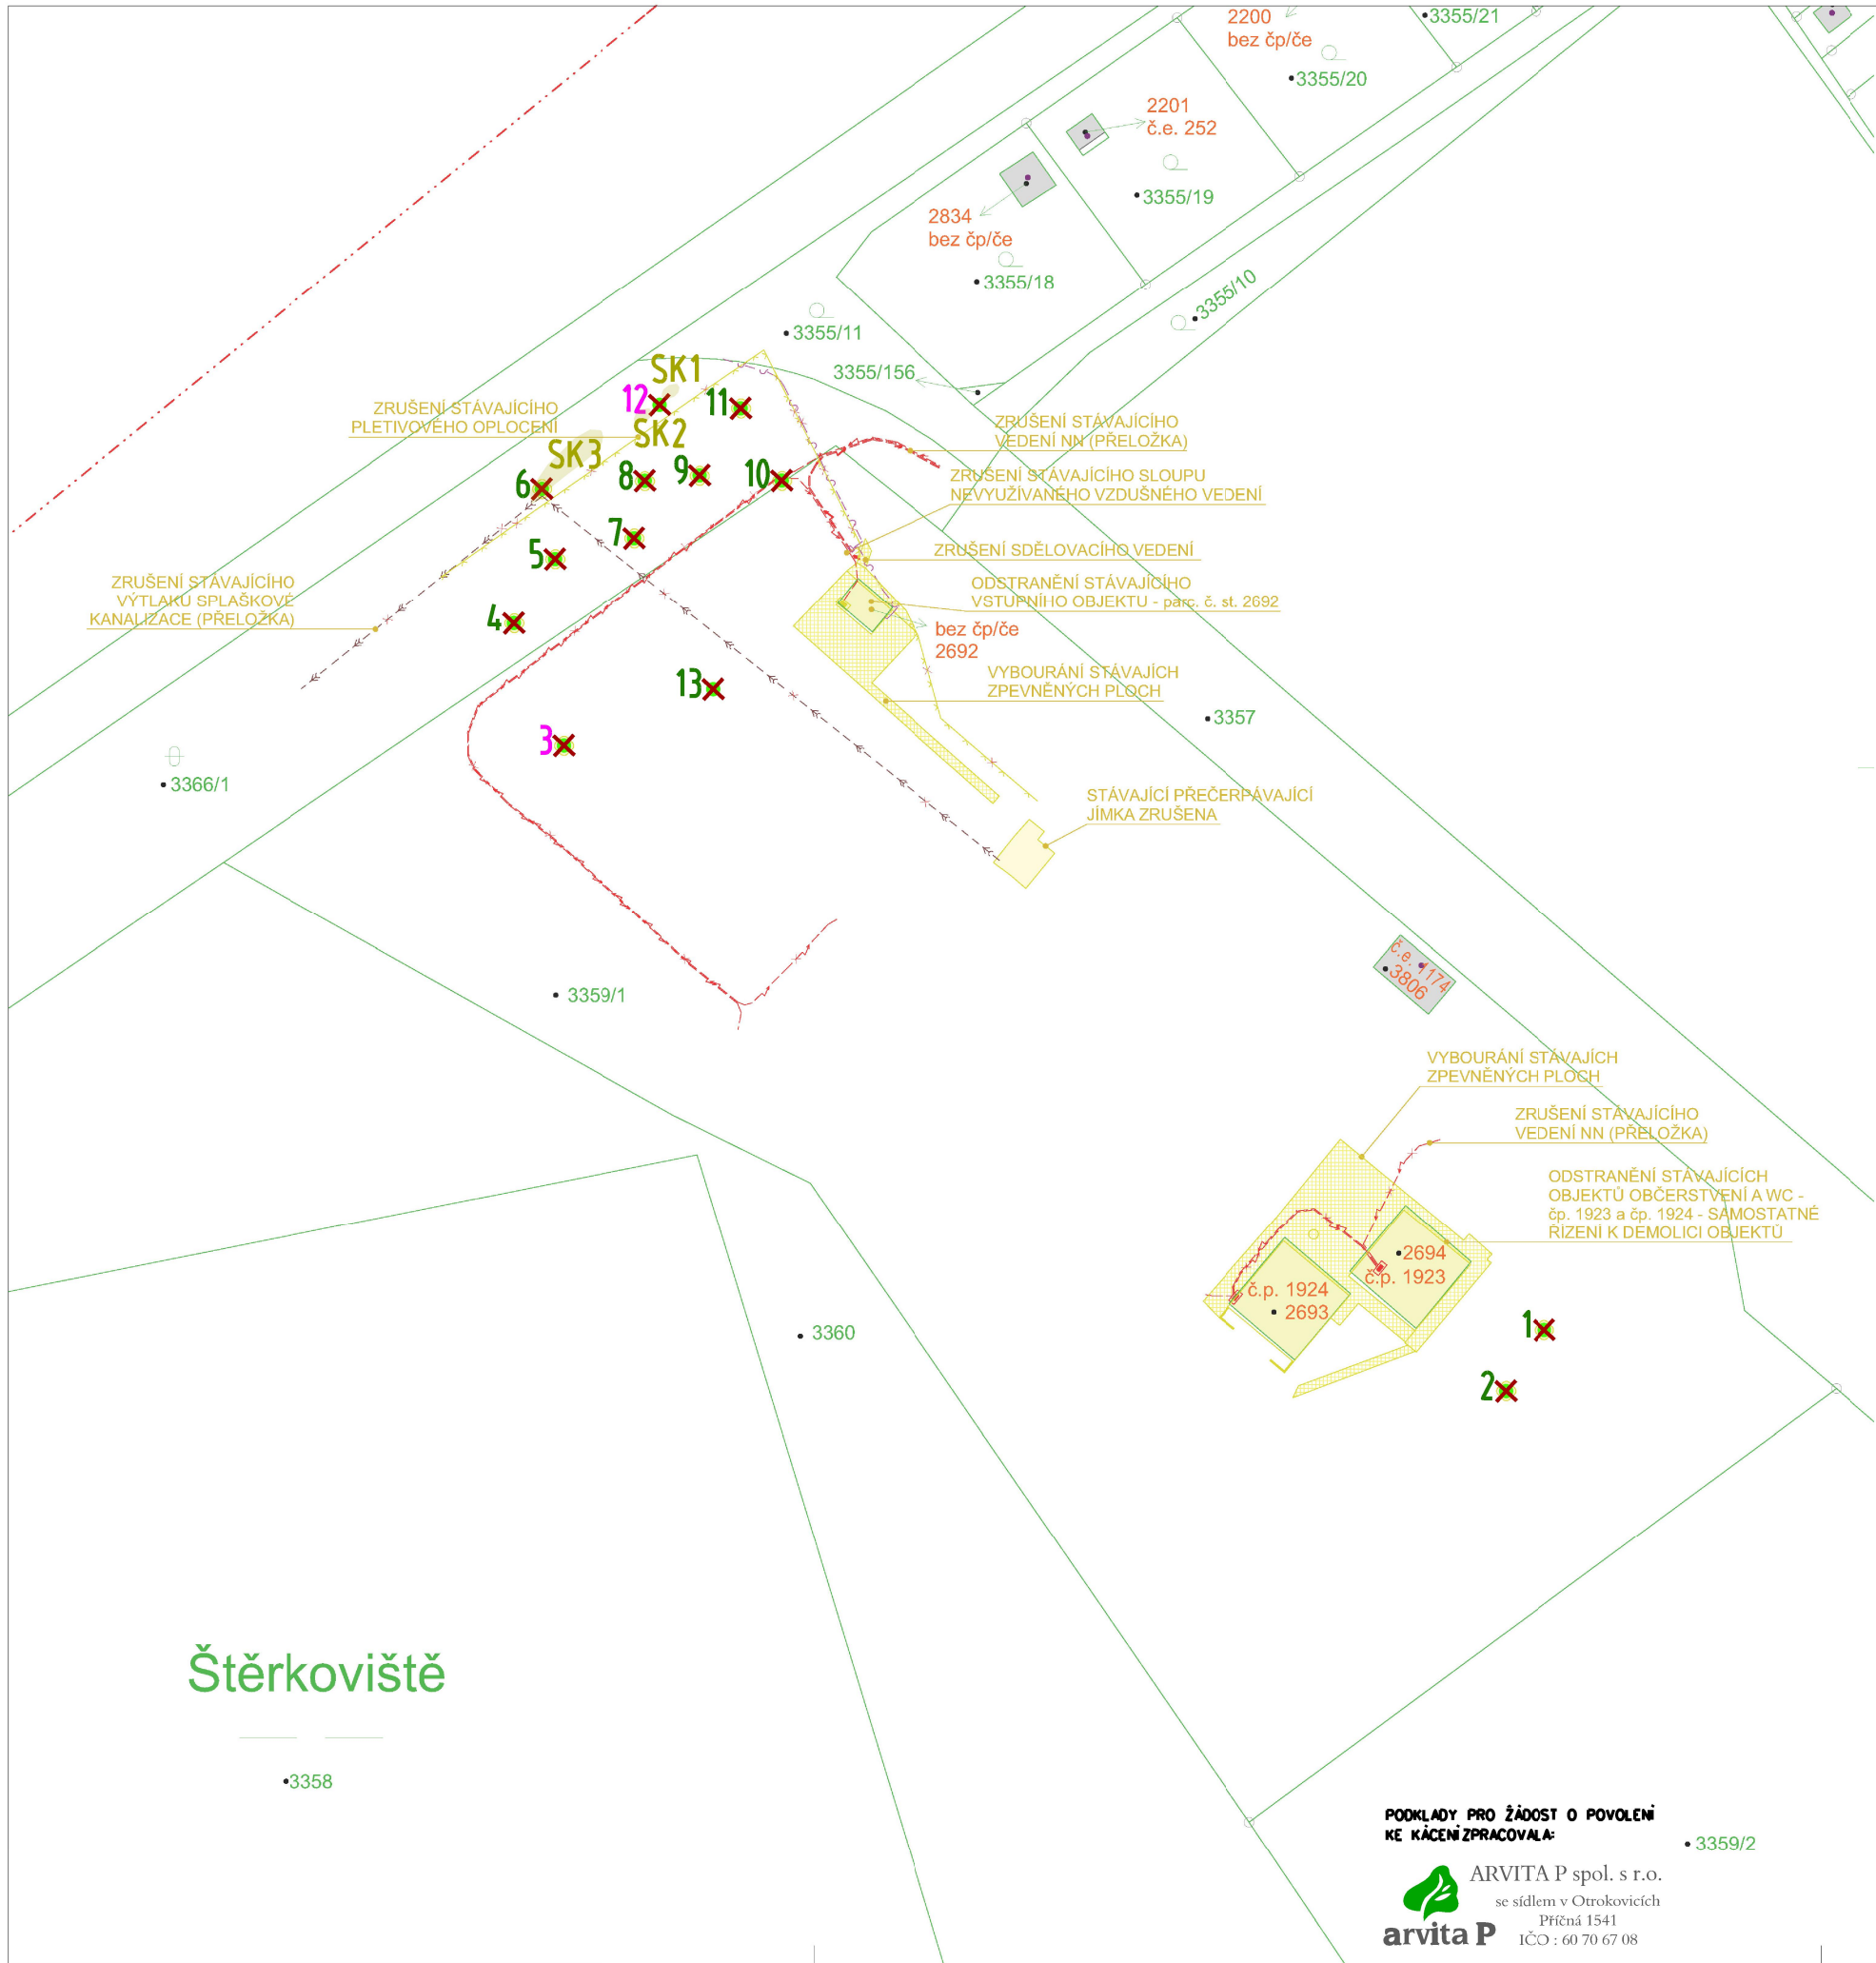 2200
bez čp/če
3355/21
3355/20
2201
č.e. 252
3355/19
2834
bez čp/če
3355/18
3355/10
3355/11
3355/156
SK1
12
11
ZRUŠENÍ STÁVAJÍCÍHO
PLETIVOVÉHO OPLOCENÍ
SK2
SK3
ZRUŠENÍ STÁVAJÍCÍHO
VEDENÍ NN (PŘELOŽKA)
6
8
9
10
ZRUŠENÍ STÁVAJÍCÍHO SLOUPU
NEVYUŽÍVANÉHO VZDUŠNÉHO VEDENÍ
7
5
ZRUŠENÍ SDĚLOVACÍHO VEDENÍ
ZRUŠENÍ STÁVAJÍCÍHO
VÝTLAKU SPLAŠKOVÉ
KANALIZACE (PŘELOŽKA)
ODSTRANĚNÍ STÁVAJÍCÍHO
VSTUPNÍHO OBJEKTU - parc. č. st. 2692
4
bez čp/če
2692
13
VYBOURÁNÍ STÁVAJÍCH
ZPEVNĚNÝCH PLOCH
3357
3
3366/1
STÁVAJÍCÍ PŘEČERPÁVAJÍCÍ
JÍMKA ZRUŠENA
č.e. 1174
3806
3359/1
VYBOURÁNÍ STÁVAJÍCH
ZPEVNĚNÝCH PLOCH
ZRUŠENÍ STÁVAJÍCÍHO
VEDENÍ NN (PŘELOŽKA)
ODSTRANĚNÍ STÁVAJÍCÍCH
OBJEKTŮ OBČERSTVENÍ A WC -
čp. 1923 a čp. 1924 - SAMOSTATNÉ
ŘÍZENÍ K DEMOLICI OBJEKTŮ
2694
č.p. 1923
č.p. 1924
2693
1
3360
2
Štěrkoviště
3358
PODKLADY PRO ŽÁDOST O POVOLENÍ
KE KÁCENÍ ZPRACOVALA:
3359/2
ARVITA P spol. s r.o.
se sídlem v Otrokovicích
Příčná 1541
IČO : 60 70 67 08
arvita P